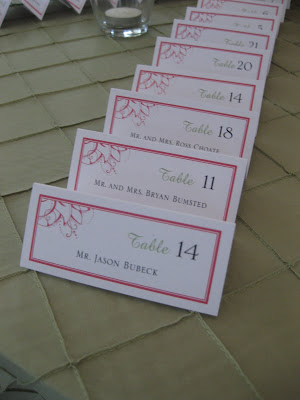 Table 14
Mr. Jason Bubeck
Table 11
Mr. and Mrs. Bryan Bumsted
Table 18
Mr. and Mrs. Ross Choate
Table 14
Table 20
Table 21